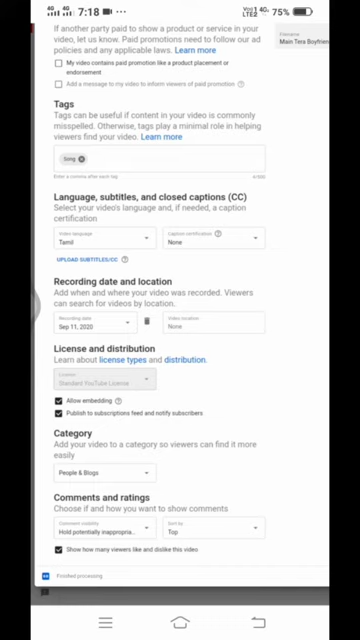 4G 4G 7:18 Vo) 1 4G LTE2 75%
If another party paid to show a product or service in your
video, let us know. Paid promotions need to follow our ad
policies and any applicable laws. Learn more
Filename
Main Tera Boyfriend
My video contains paid promotion like a product placement or
endorsement
Add a message to my video to inform viewers of paid promotion
Tags
Tags can be useful if content in your video is commonly
misspelled. Otherwise, tags play a minimal role in helping
viewers find your video. Learn more
Song
Enter a comma after each tag
4/500
Language, subtitles, and closed captions (CC)
Select your video's language and, if needed, a caption
certification
Video language
Tamil
Caption certification
None
UPLOAD SUBTITLES/CC
Recording date and location
Add when and where your video was recorded. Viewers
can search for videos by location.
Recording date
Sep 11, 2020
Video location
None
License and distribution
Learn about license types and distribution.
License
Standard YouTube License
Allow embedding
Publish to subscriptions feed and notify subscribers
Category
Add your video to a category so viewers can find it more
easily
People & Blogs
Comments and ratings
Choose if and how you want to show comments
Comment visibility
Hold potentially inappropria...
Sort by
Top
Show how many viewers like and dislike this video
Finished processing